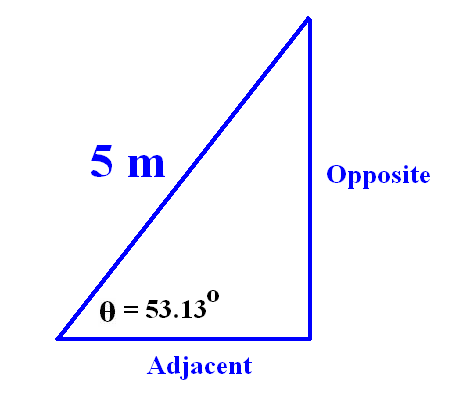 5 m
Opposite
θ = 53.13°
Adjacent